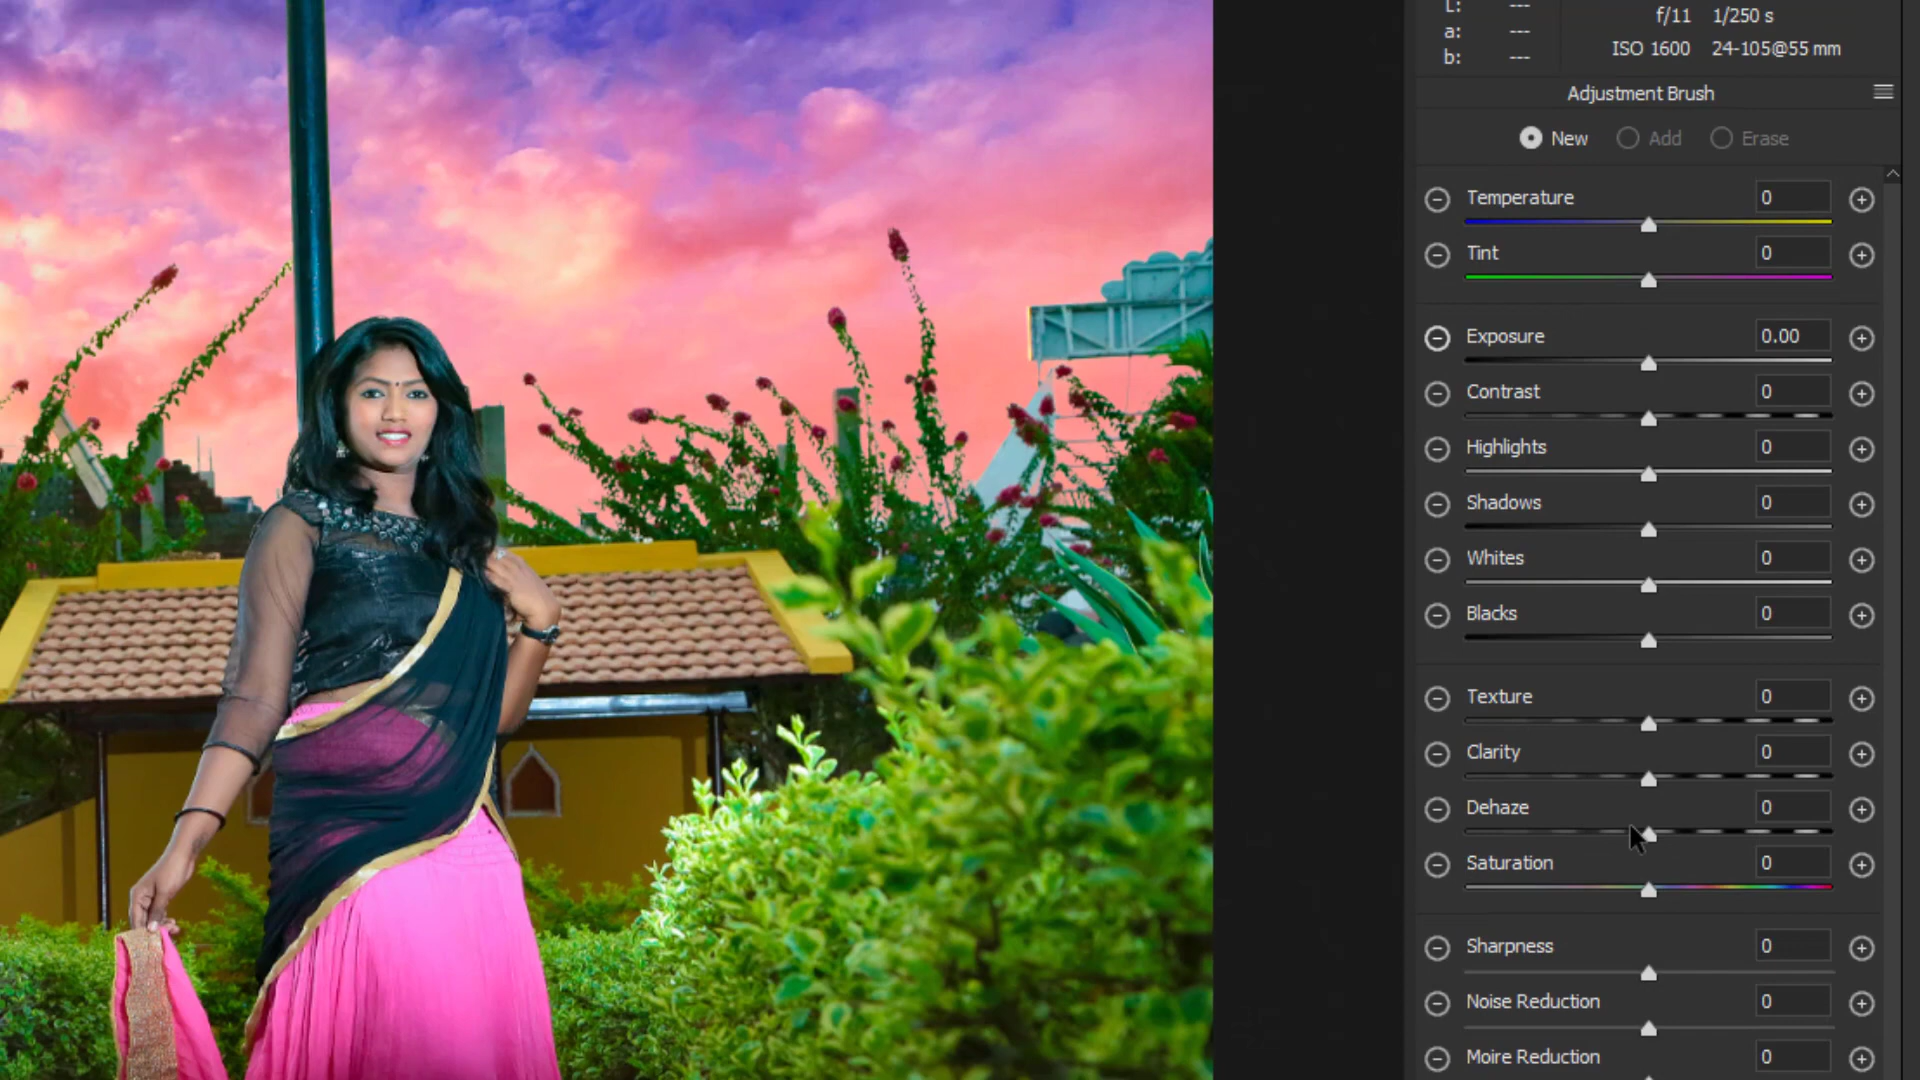 L: ---
a: ---
b: ---
f/11 1/250 s
ISO 1600 24-105@55 mm
Adjustment Brush
New Add Erase
Temperature 0
Tint 0
Exposure 0.00
Contrast 0
Highlights 0
Shadows 0
Whites 0
Blacks 0
Texture 0
Clarity 0
Dehaze 0
Saturation 0
Sharpness 0
Noise Reduction 0
Moire Reduction 0